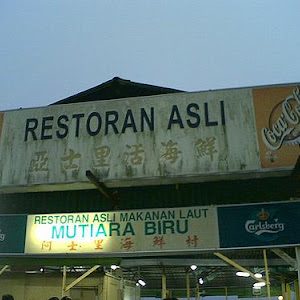 RESTORAN ASLI
亞士里活海鮮
Coca-Cola
RESTORAN ASLI MAKANAN LAUT
MUTIARA BIRU
阿士里海鮮村
Carlsberg